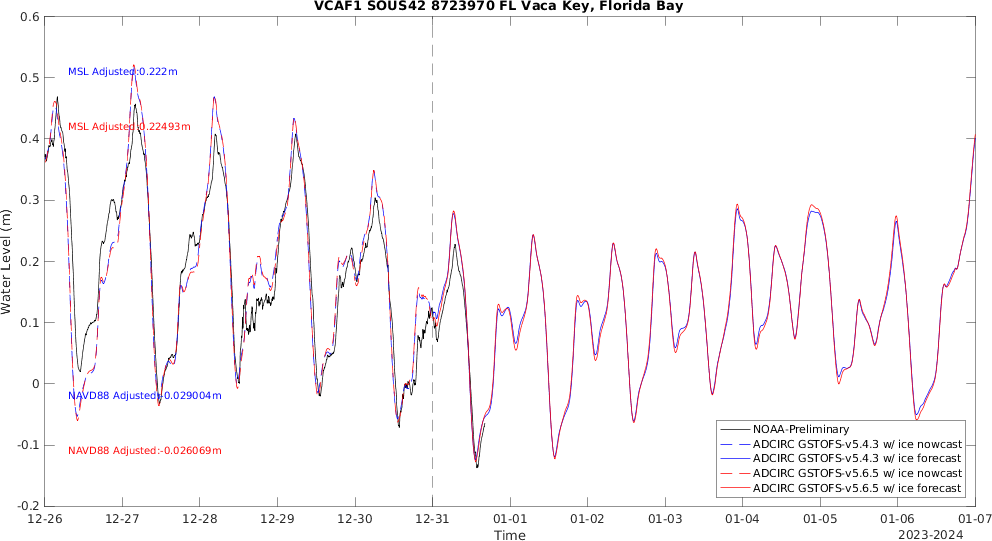 VCAF1 SOUS42 8723970 FL Vaca Key, Florida Bay
Water Level (m)
0.6
0.5
0.4
0.3
0.2
0.1
0
-0.1
-0.2
MSL Adjusted:0.222m
MSL Adjusted:0.22493m
NAVD88 Adjusted:-0.029004m
NAVD88 Adjusted:-0.026069m
NOAA-Preliminary
ADCIRC GSTOFS-v5.4.3 w/ ice nowcast
ADCIRC GSTOFS-v5.4.3 w/ ice forecast
ADCIRC GSTOFS-v5.6.5 w/ ice nowcast
ADCIRC GSTOFS-v5.6.5 w/ ice forecast
12-26 12-27 12-28 12-29 12-30 12-31 01-01 01-02 01-03 01-04 01-05 01-06 01-07
Time
2023-2024